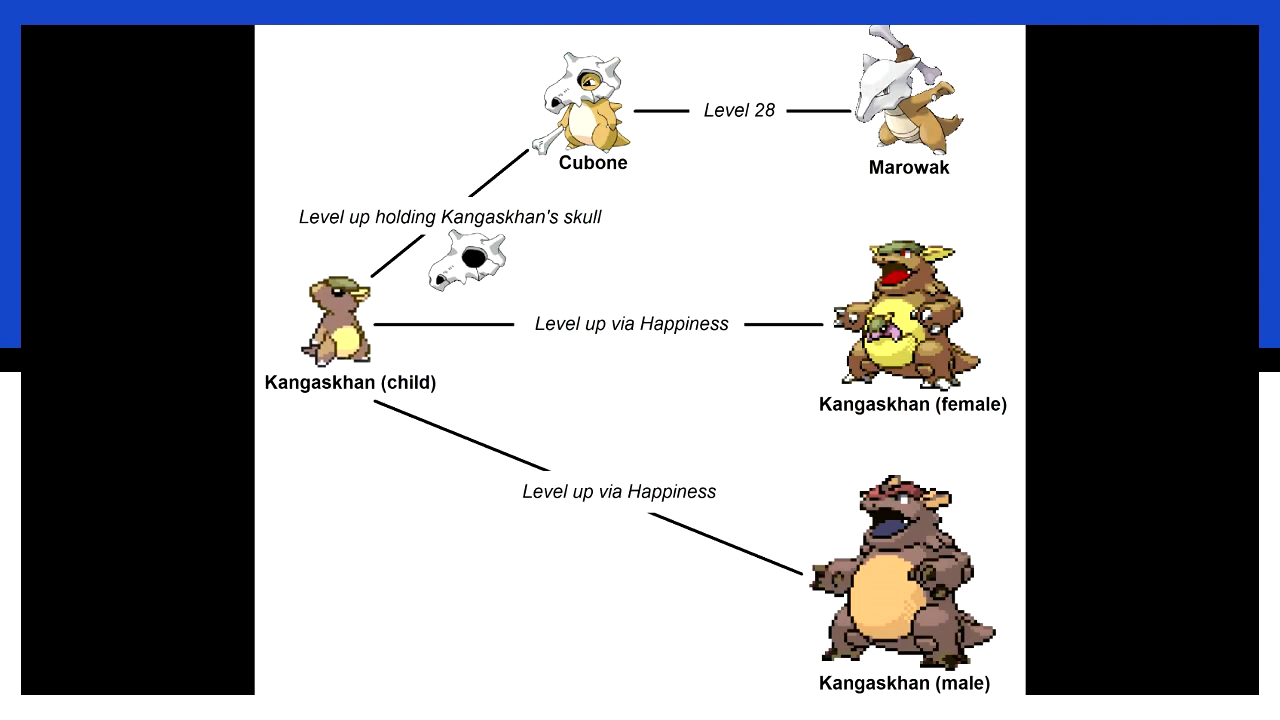 Level 28
Cubone
Marowak
Level up holding Kangaskhan's skull
Level up via Happiness
Kangaskhan (child)
Kangaskhan (female)
Level up via Happiness
Kangaskhan (male)